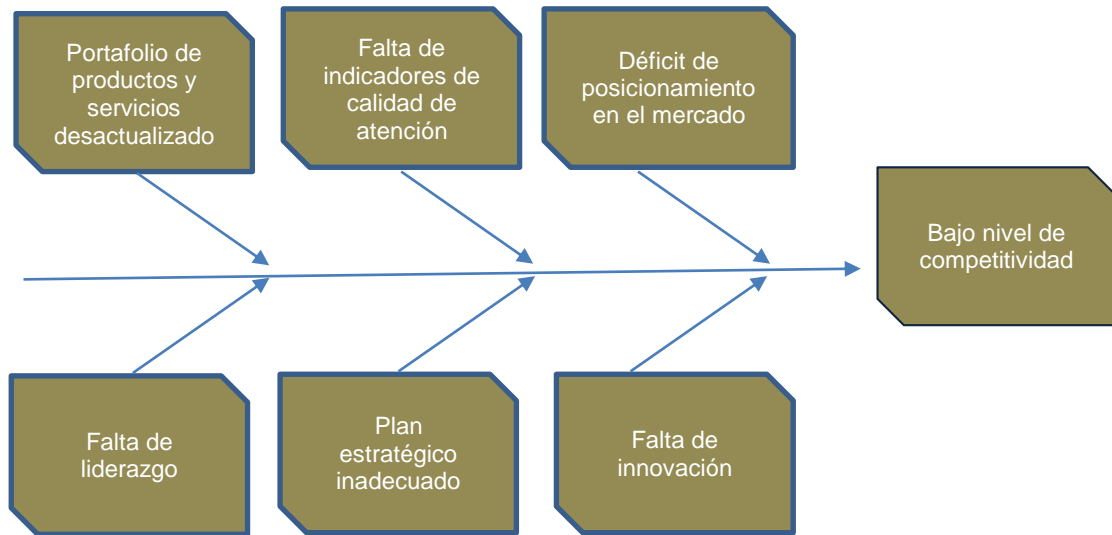 Portafolio de
productos y
servicios
desactualizado
Falta de
indicadores de
calidad de
atención
Déficit de
posicionamiento
en el mercado
Bajo nivel de
competitividad
Falta de
liderazgo
Plan
estratégico
inadecuado
Falta de
innovación